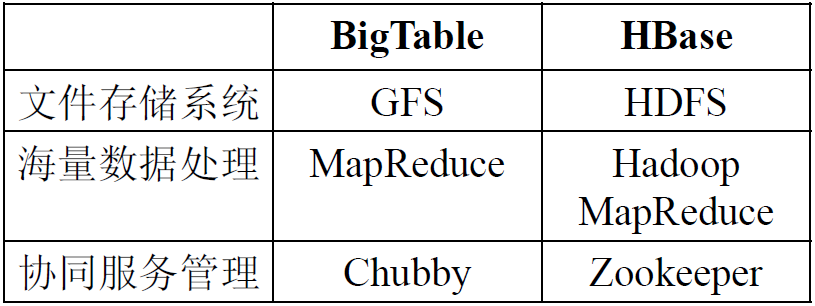 BigTable HBase
文件存储系统 GFS HDFS
海量数据处理 MapReduce Hadoop
MapReduce
协同服务管理 Chubby Zookeeper